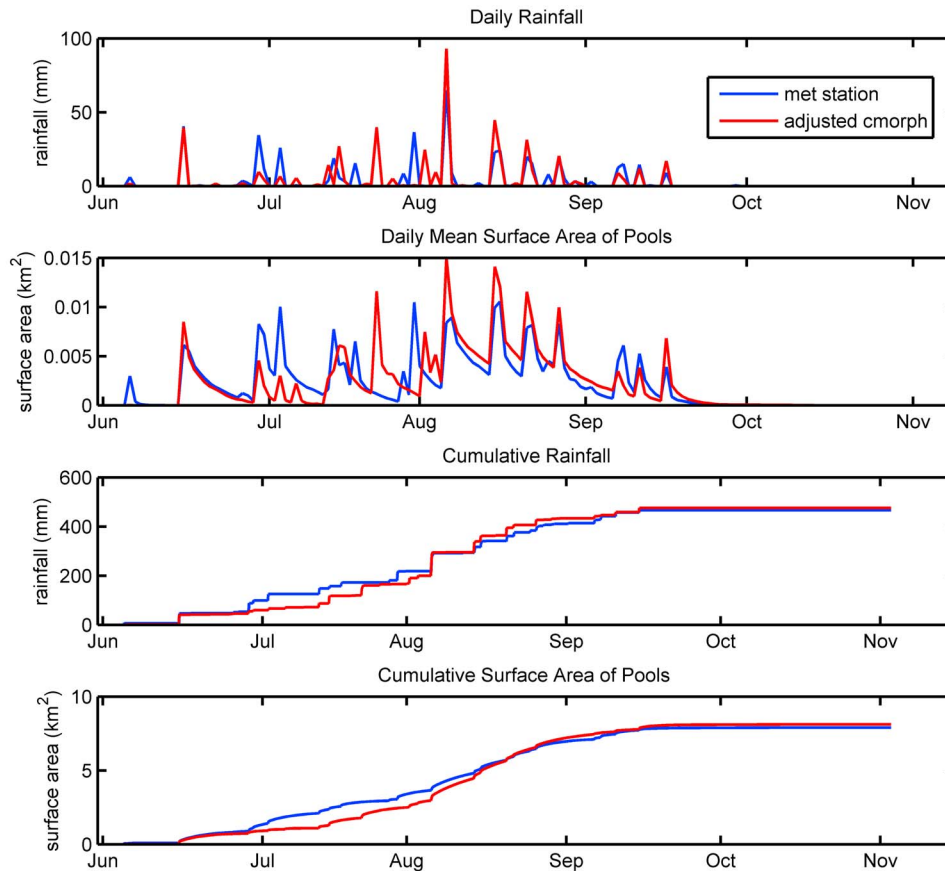 Daily Rainfall
100
50
0
rainfall (mm)
met station
adjusted cmorph
Jun Jul Aug Sep Oct Nov
Daily Mean Surface Area of Pools
0.015
0.01
0.005
0
surface area (km²)
Jun Jul Aug Sep Oct Nov
Cumulative Rainfall
600
400
200
0
rainfall (mm)
Jun Jul Aug Sep Oct Nov
Cumulative Surface Area of Pools
10
5
0
surface area (km²)
Jun Jul Aug Sep Oct Nov